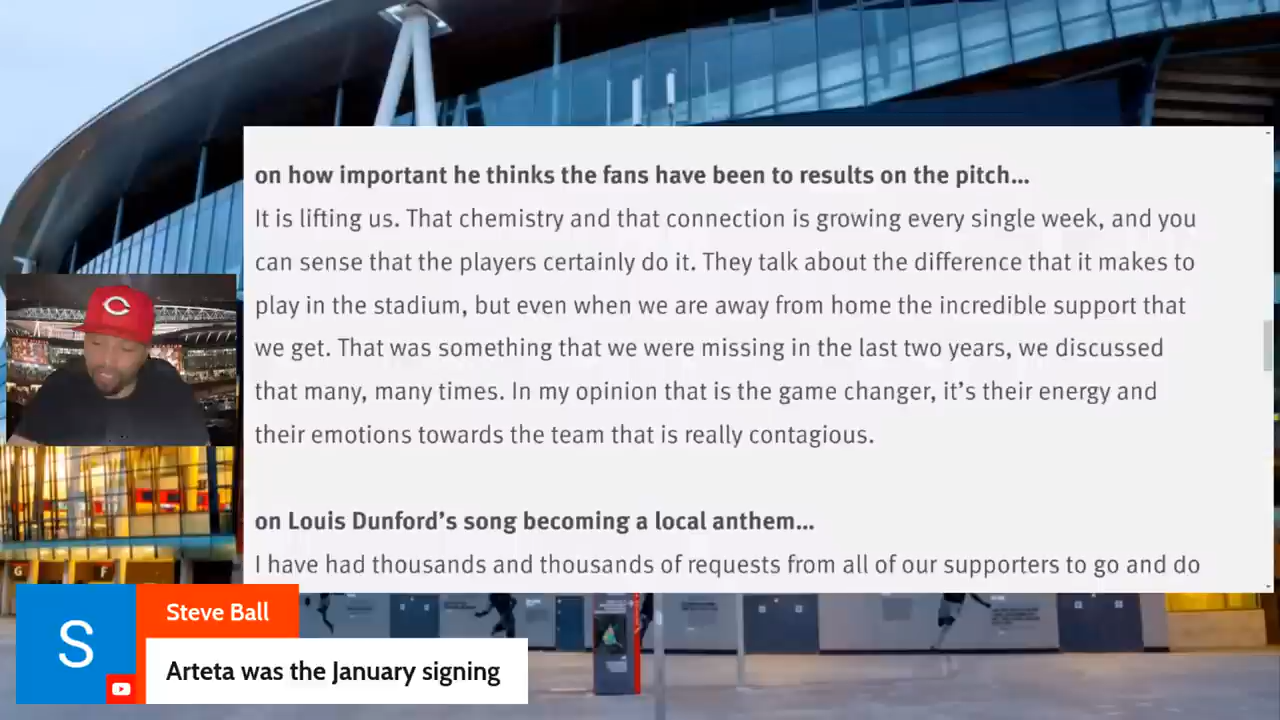 on how important he thinks the fans have been to results on the pitch...
It is lifting us. That chemistry and that connection is growing every single week, and you
can sense that the players certainly do it. They talk about the difference that it makes to
play in the stadium, but even when we are away from home the incredible support that
we get. That was something that we were missing in the last two years, we discussed
that many, many times. In my opinion that is the game changer, it's their energy and
their emotions towards the team that is really contagious.
on Louis Dunford's song becoming a local anthem...
I have had thousands and thousands of requests from all of our supporters to go and do
C
G
F
S
Steve Ball
Arteta was the January signing